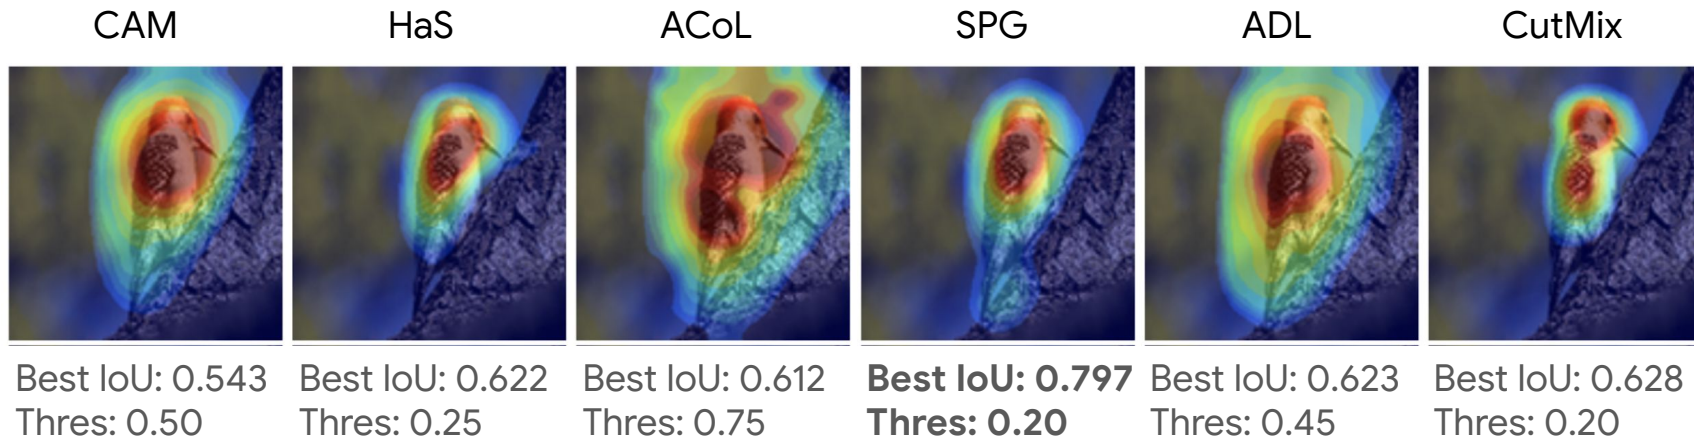 CAM HaS ACoL SPG ADL CutMix
Best IoU: 0.543 Best IoU: 0.622 Best IoU: 0.612 Best IoU: 0.797 Best IoU: 0.623 Best IoU: 0.628
Thres: 0.50 Thres: 0.25 Thres: 0.75 Thres: 0.20 Thres: 0.45 Thres: 0.20